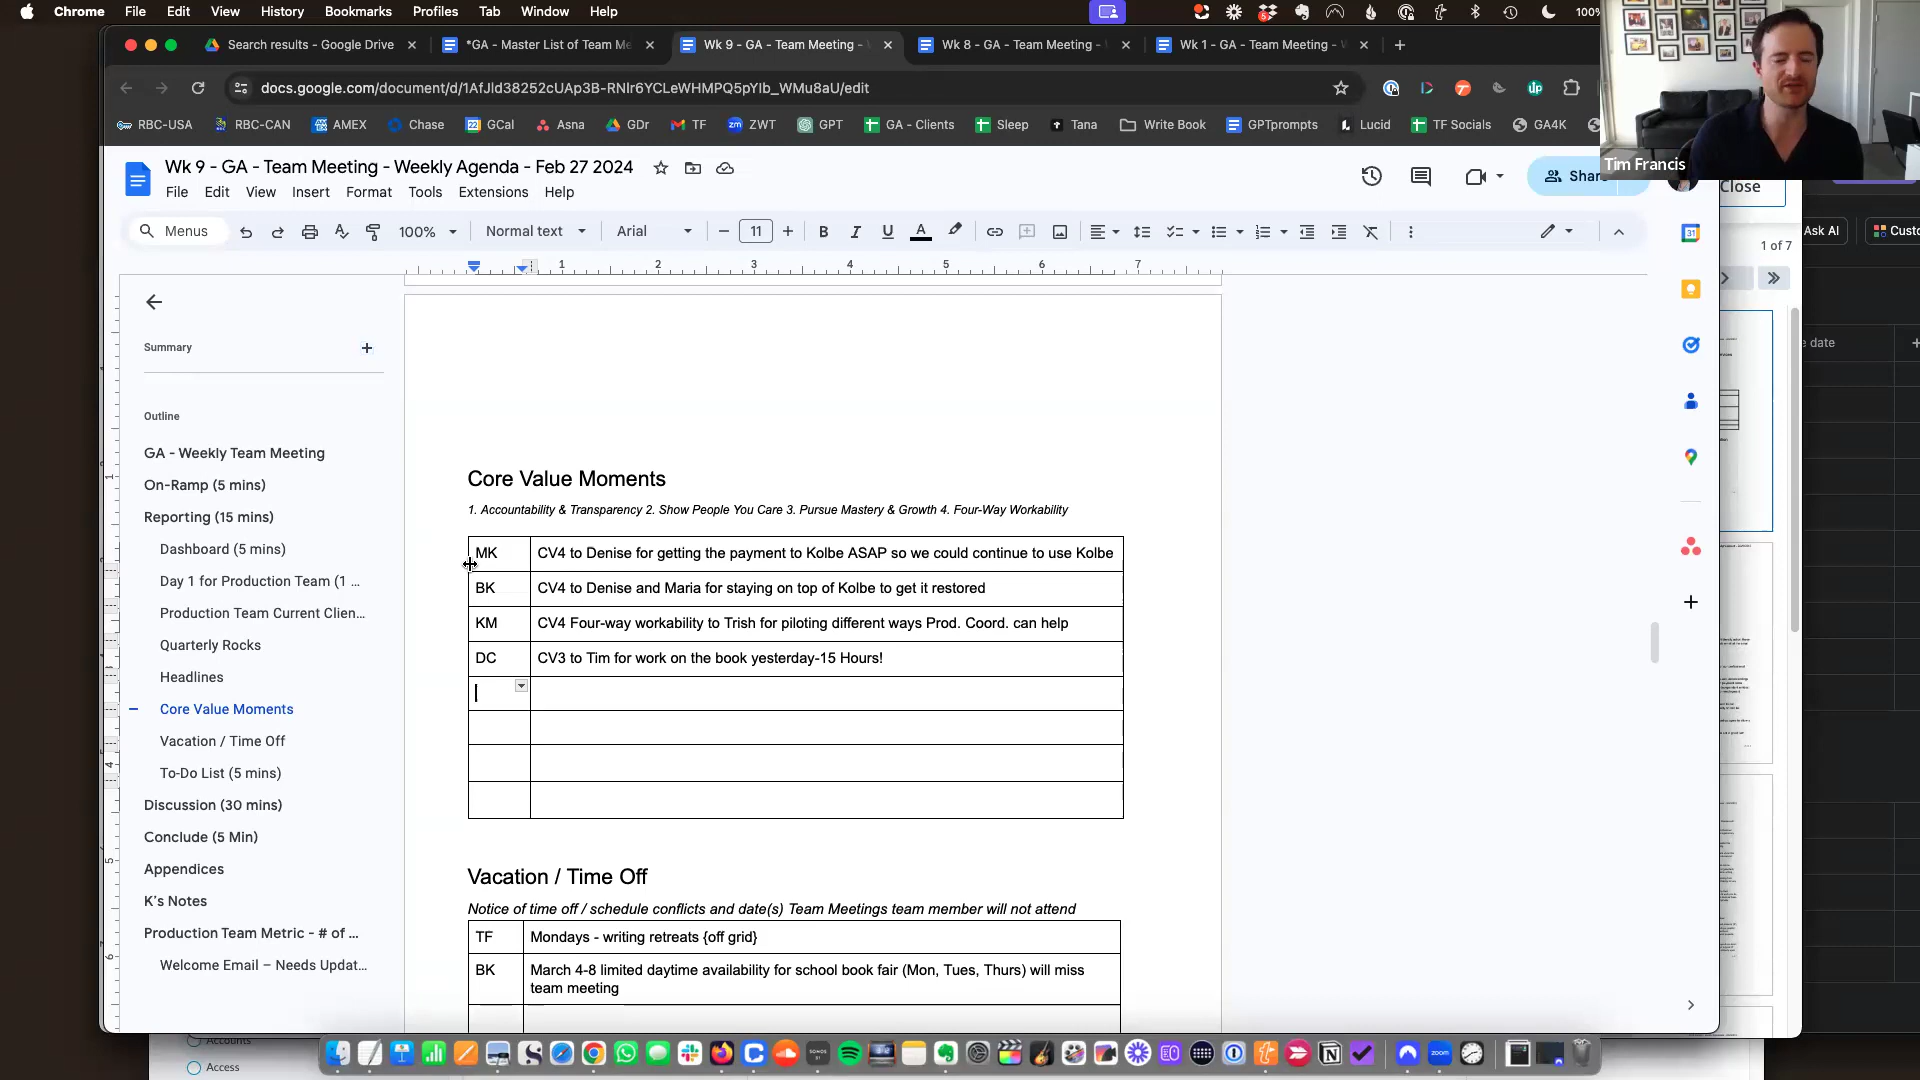 Chrome File Edit View History Bookmarks Profiles Tab Window Help 100%
Search results - Google Drive *GA - Master List of Team Me Wk 9 - GA - Team Meeting - Wk 8 - GA - Team Meeting - Wk 1 - GA - Team Meeting - W
docs.google.com/document/d/1AfJld38252cUAp3B-RNIr6YCLeWHMPQ5pYIb_WMu8aU/edit
RBC-USA RBC-CAN AMEX Chase GCal Asna GDr TF ZWT GPT GA - Clients Sleep Tana Write Book GPTprompts Lucid TF Socials GA4K
Tim Francis
Wk 9 - GA - Team Meeting - Weekly Agenda - Feb 27 2024
File Edit View Insert Format Tools Extensions Help
Share
Close
Menus 100% Normal text Arial 11
Ask AI Custo
1 of 7
1 2 3 4 5 6 7
Summary
Outline
GA - Weekly Team Meeting
On-Ramp (5 mins)
Reporting (15 mins)
Dashboard (5 mins)
Day 1 for Production Team (1 ...
Production Team Current Clien...
Quarterly Rocks
Headlines
Core Value Moments
Vacation / Time Off
To-Do List (5 mins)
Discussion (30 mins)
Conclude (5 Min)
Appendices
K's Notes
Production Team Metric - # of ...
Welcome Email – Needs Updat...
Core Value Moments
1. Accountability & Transparency 2. Show People You Care 3. Pursue Mastery & Growth 4. Four-Way Workability
MK CV4 to Denise for getting the payment to Kolbe ASAP so we could continue to use Kolbe
BK CV4 to Denise and Maria for staying on top of Kolbe to get it restored
KM CV4 Four-way workability to Trish for piloting different ways Prod. Coord. can help
DC CV3 to Tim for work on the book yesterday-15 Hours!
Vacation / Time Off
Notice of time off / schedule conflicts and date(s) Team Meetings team member will not attend
TF Mondays - writing retreats {off grid}
BK March 4-8 limited daytime availability for school book fair (Mon, Tues, Thurs) will miss
team meeting
e date
Accounts
Access